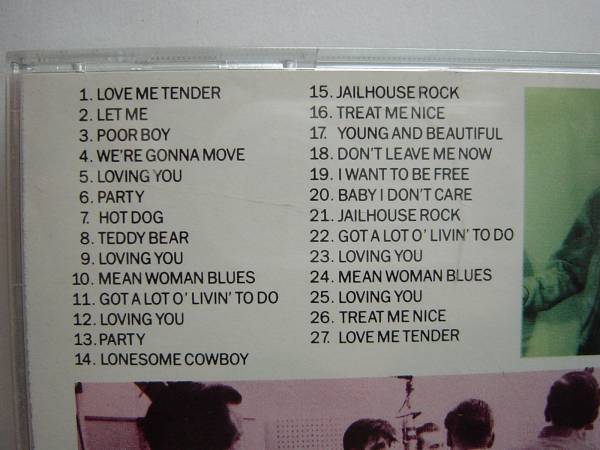 1. LOVE ME TENDER
2. LET ME
3. POOR BOY
4. WE'RE GONNA MOVE
5. LOVING YOU
6. PARTY
7. HOT DOG
8. TEDDY BEAR
9. LOVING YOU
10. MEAN WOMAN BLUES
11. GOT A LOT O' LIVIN' TO DO
12. LOVING YOU
13. PARTY
14. LONESOME COWBOY
15. JAILHOUSE ROCK
16. TREAT ME NICE
17. YOUNG AND BEAUTIFUL
18. DON'T LEAVE ME NOW
19. I WANT TO BE FREE
20. BABY I DON'T CARE
21. JAILHOUSE ROCK
22. GOT A LOT O' LIVIN' TO DO
23. LOVING YOU
24. MEAN WOMAN BLUES
25. LOVING YOU
26. TREAT ME NICE
27. LOVE ME TENDER